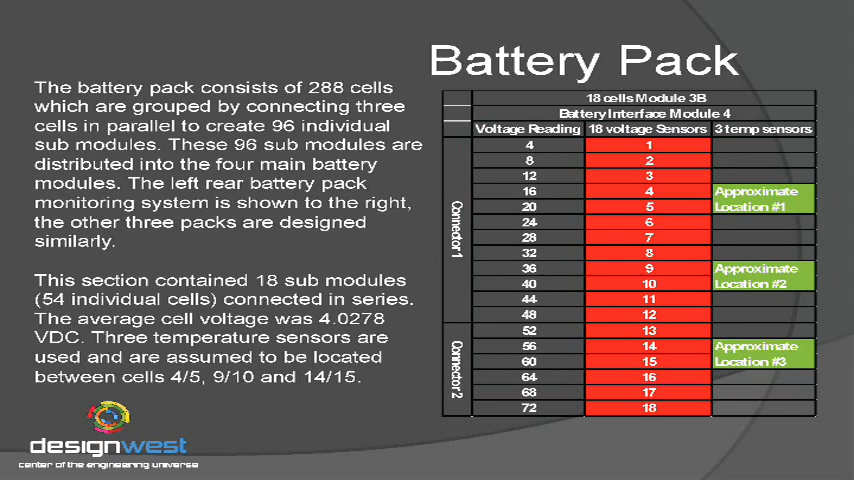 Battery Pack
The battery pack consists of 288 cells
which are grouped by connecting three
cells in parallel to create 96 individual
sub modules. These 96 sub modules are
distributed into the four main battery
modules. The left rear battery pack
monitoring system is shown to the right,
the other three packs are designed
similarly.
This section contained 18 sub modules
(54 individual cells) connected in series.
The average cell voltage was 4.0278
VDC. Three temperature sensors are
used and are assumed to be located
between cells 4/5, 9/10 and 14/15.
18 cells Module 3B
Battery Interface Module 4
Voltage Reading 18 voltage Sensors 3 temp sensors
Connector1
4 1
8 2
12 3
16 4 Approximate
20 5 Location #1
24 6
28 7
32 8
36 9 Approximate
40 10 Location #2
44 11
48 12
Connector2
52 13
56 14 Approximate
60 15 Location #3
64 16
68 17
72 18
designwest
center of the engineering universe